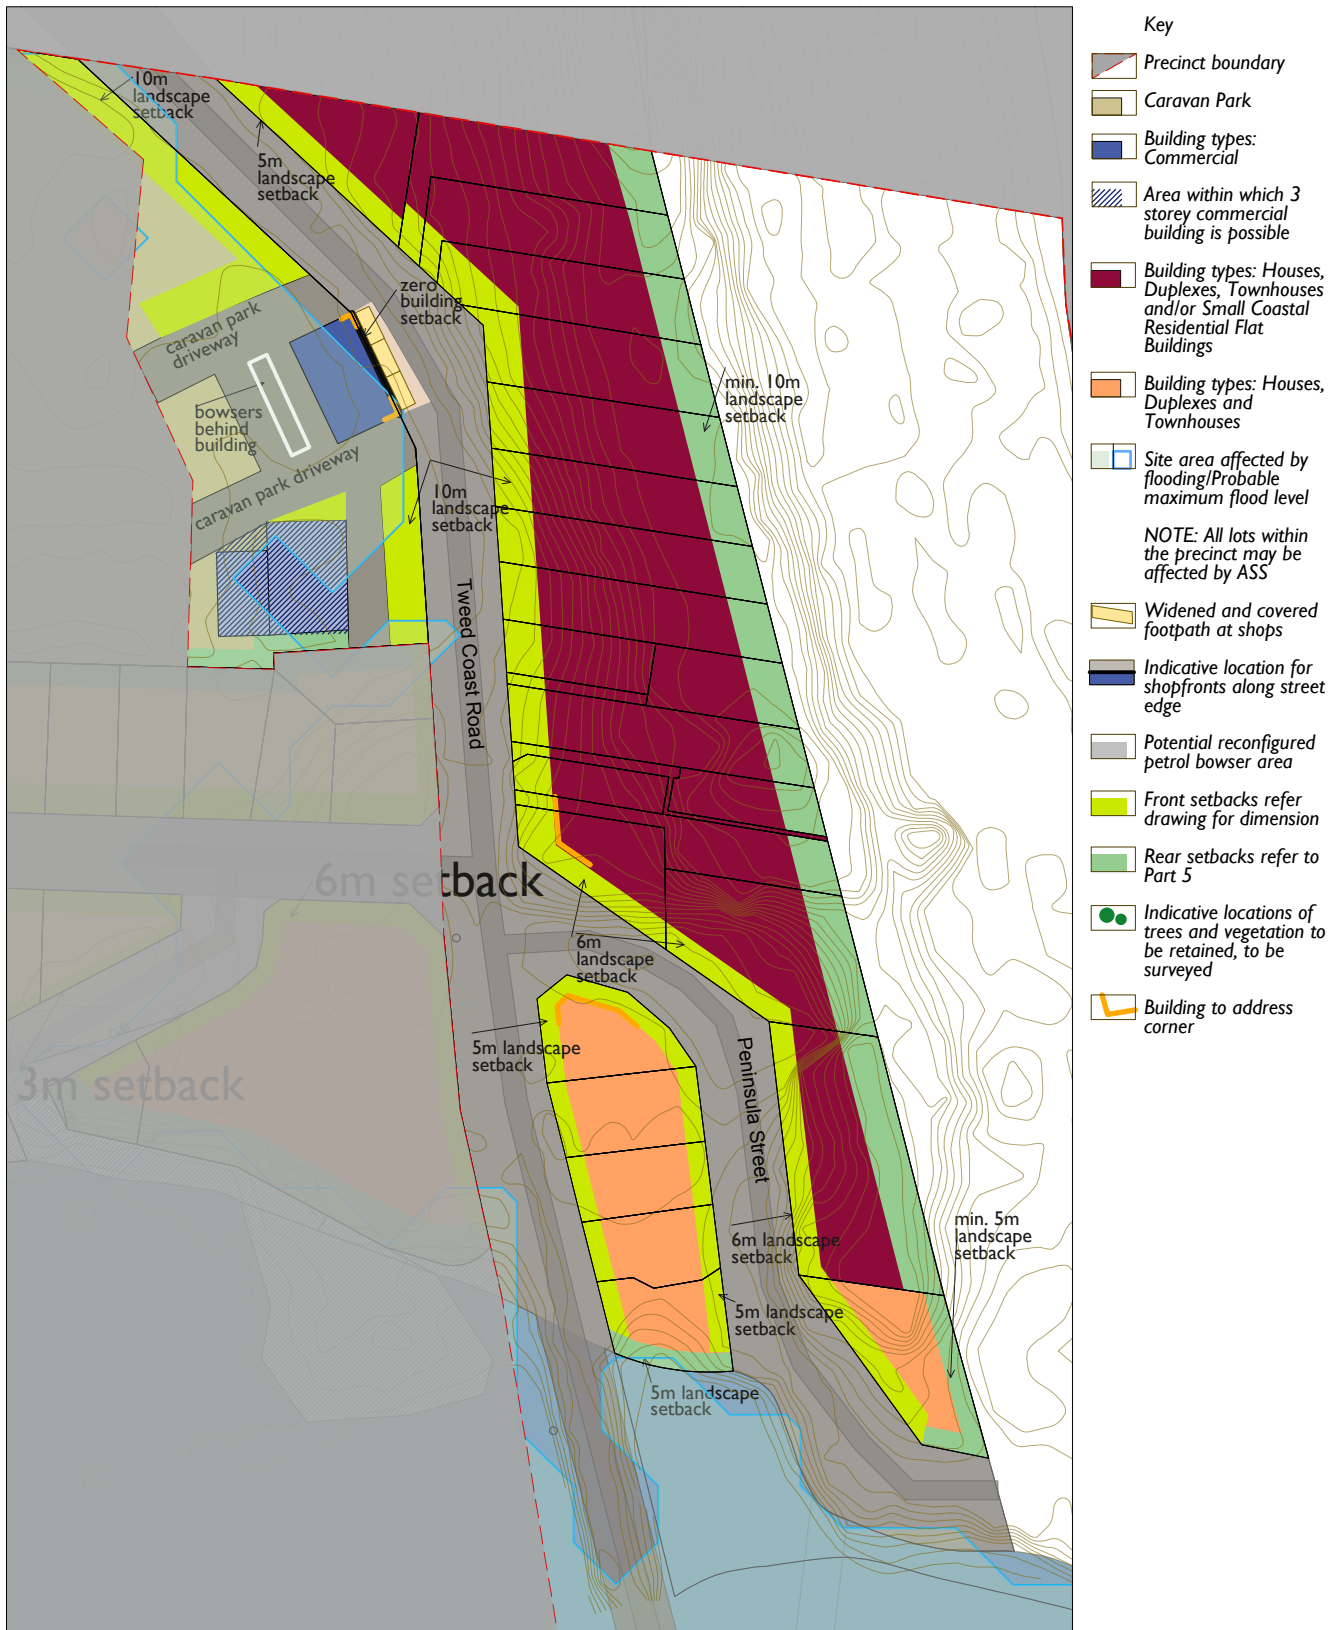 10m
landscape
setback
5m
landscape
setback
zero
building
setback
caravan park
driveway
min. 10m
landscape
setback
bowsers
behind
building
caravan park driveway
10m
landscape
setback
Tweed Coast Road
6m setback
6m
landscape
setback
5m landscape
setback
3m setback
Peninsula Street
6m landscape
setback
min. 5m
landscape
setback
5m landscape
setback
5m landscape
setback
Key
Precinct boundary
Caravan Park
Building types:
Commercial
Area within which 3
storey commercial
building is possible
Building types: Houses,
Duplexes, Townhouses
and/or Small Coastal
Residential Flat
Buildings
Building types: Houses,
Duplexes and
Townhouses
Site area affected by
flooding/Probable
maximum flood level
NOTE: All lots within
the precinct may be
affected by ASS
Widened and covered
footpath at shops
Indicative location for
shopfronts along street
edge
Potential reconfigured
petrol bowser area
Front setbacks refer
drawing for dimension
Rear setbacks refer to
Part 5
Indicative locations of
trees and vegetation to
be retained, to be
surveyed
Building to address
corner